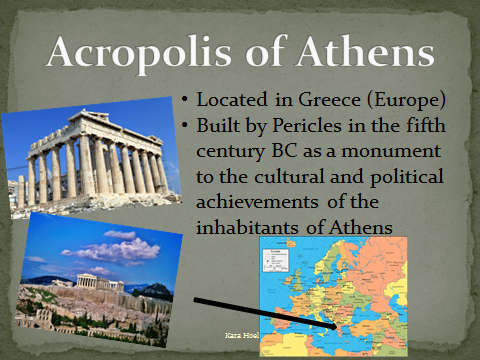 Acropolis of Athens
• Located in Greece (Europe)
• Built by Pericles in the fifth
century BC as a monument
to the cultural and political
achievements of the
inhabitants of Athens
Kara Hoel